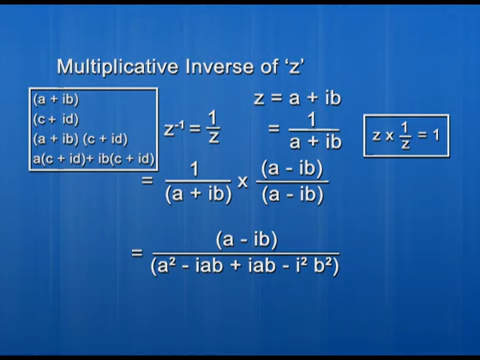 Multiplicative Inverse of ‘z’
(a + ib)
(c + id)
(a + ib) (c + id)
a(c + id)+ ib(c + id)
z = a + ib
z⁻¹ = 1/z = 1/(a + ib)
z x 1/z = 1
= 1/(a + ib) x (a - ib)/(a - ib)
= (a - ib)/(a² - iab + iab - i² b²)